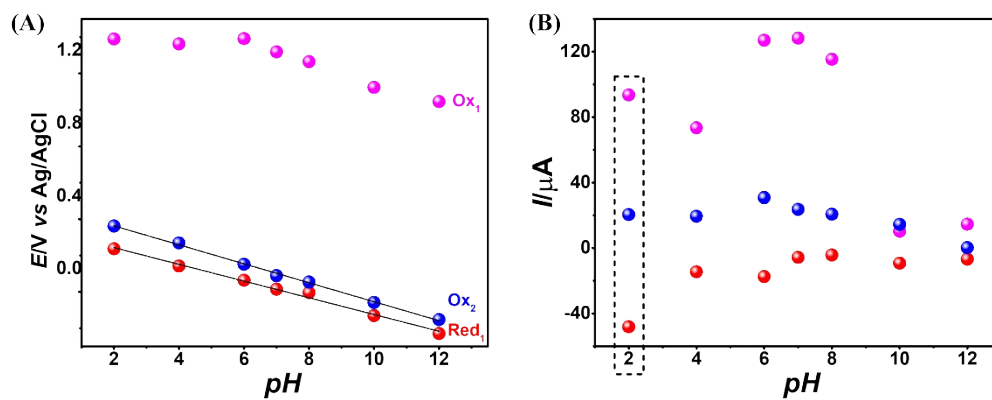 (A)
1.2
0.8
0.4
0.0
E/V vs Ag/AgCl
Ox₁
Ox₂
Red₁
2 4 6 8 10 12
pH
(B)
120
80
40
0
-40
I/μA
2 4 6 8 10 12
pH